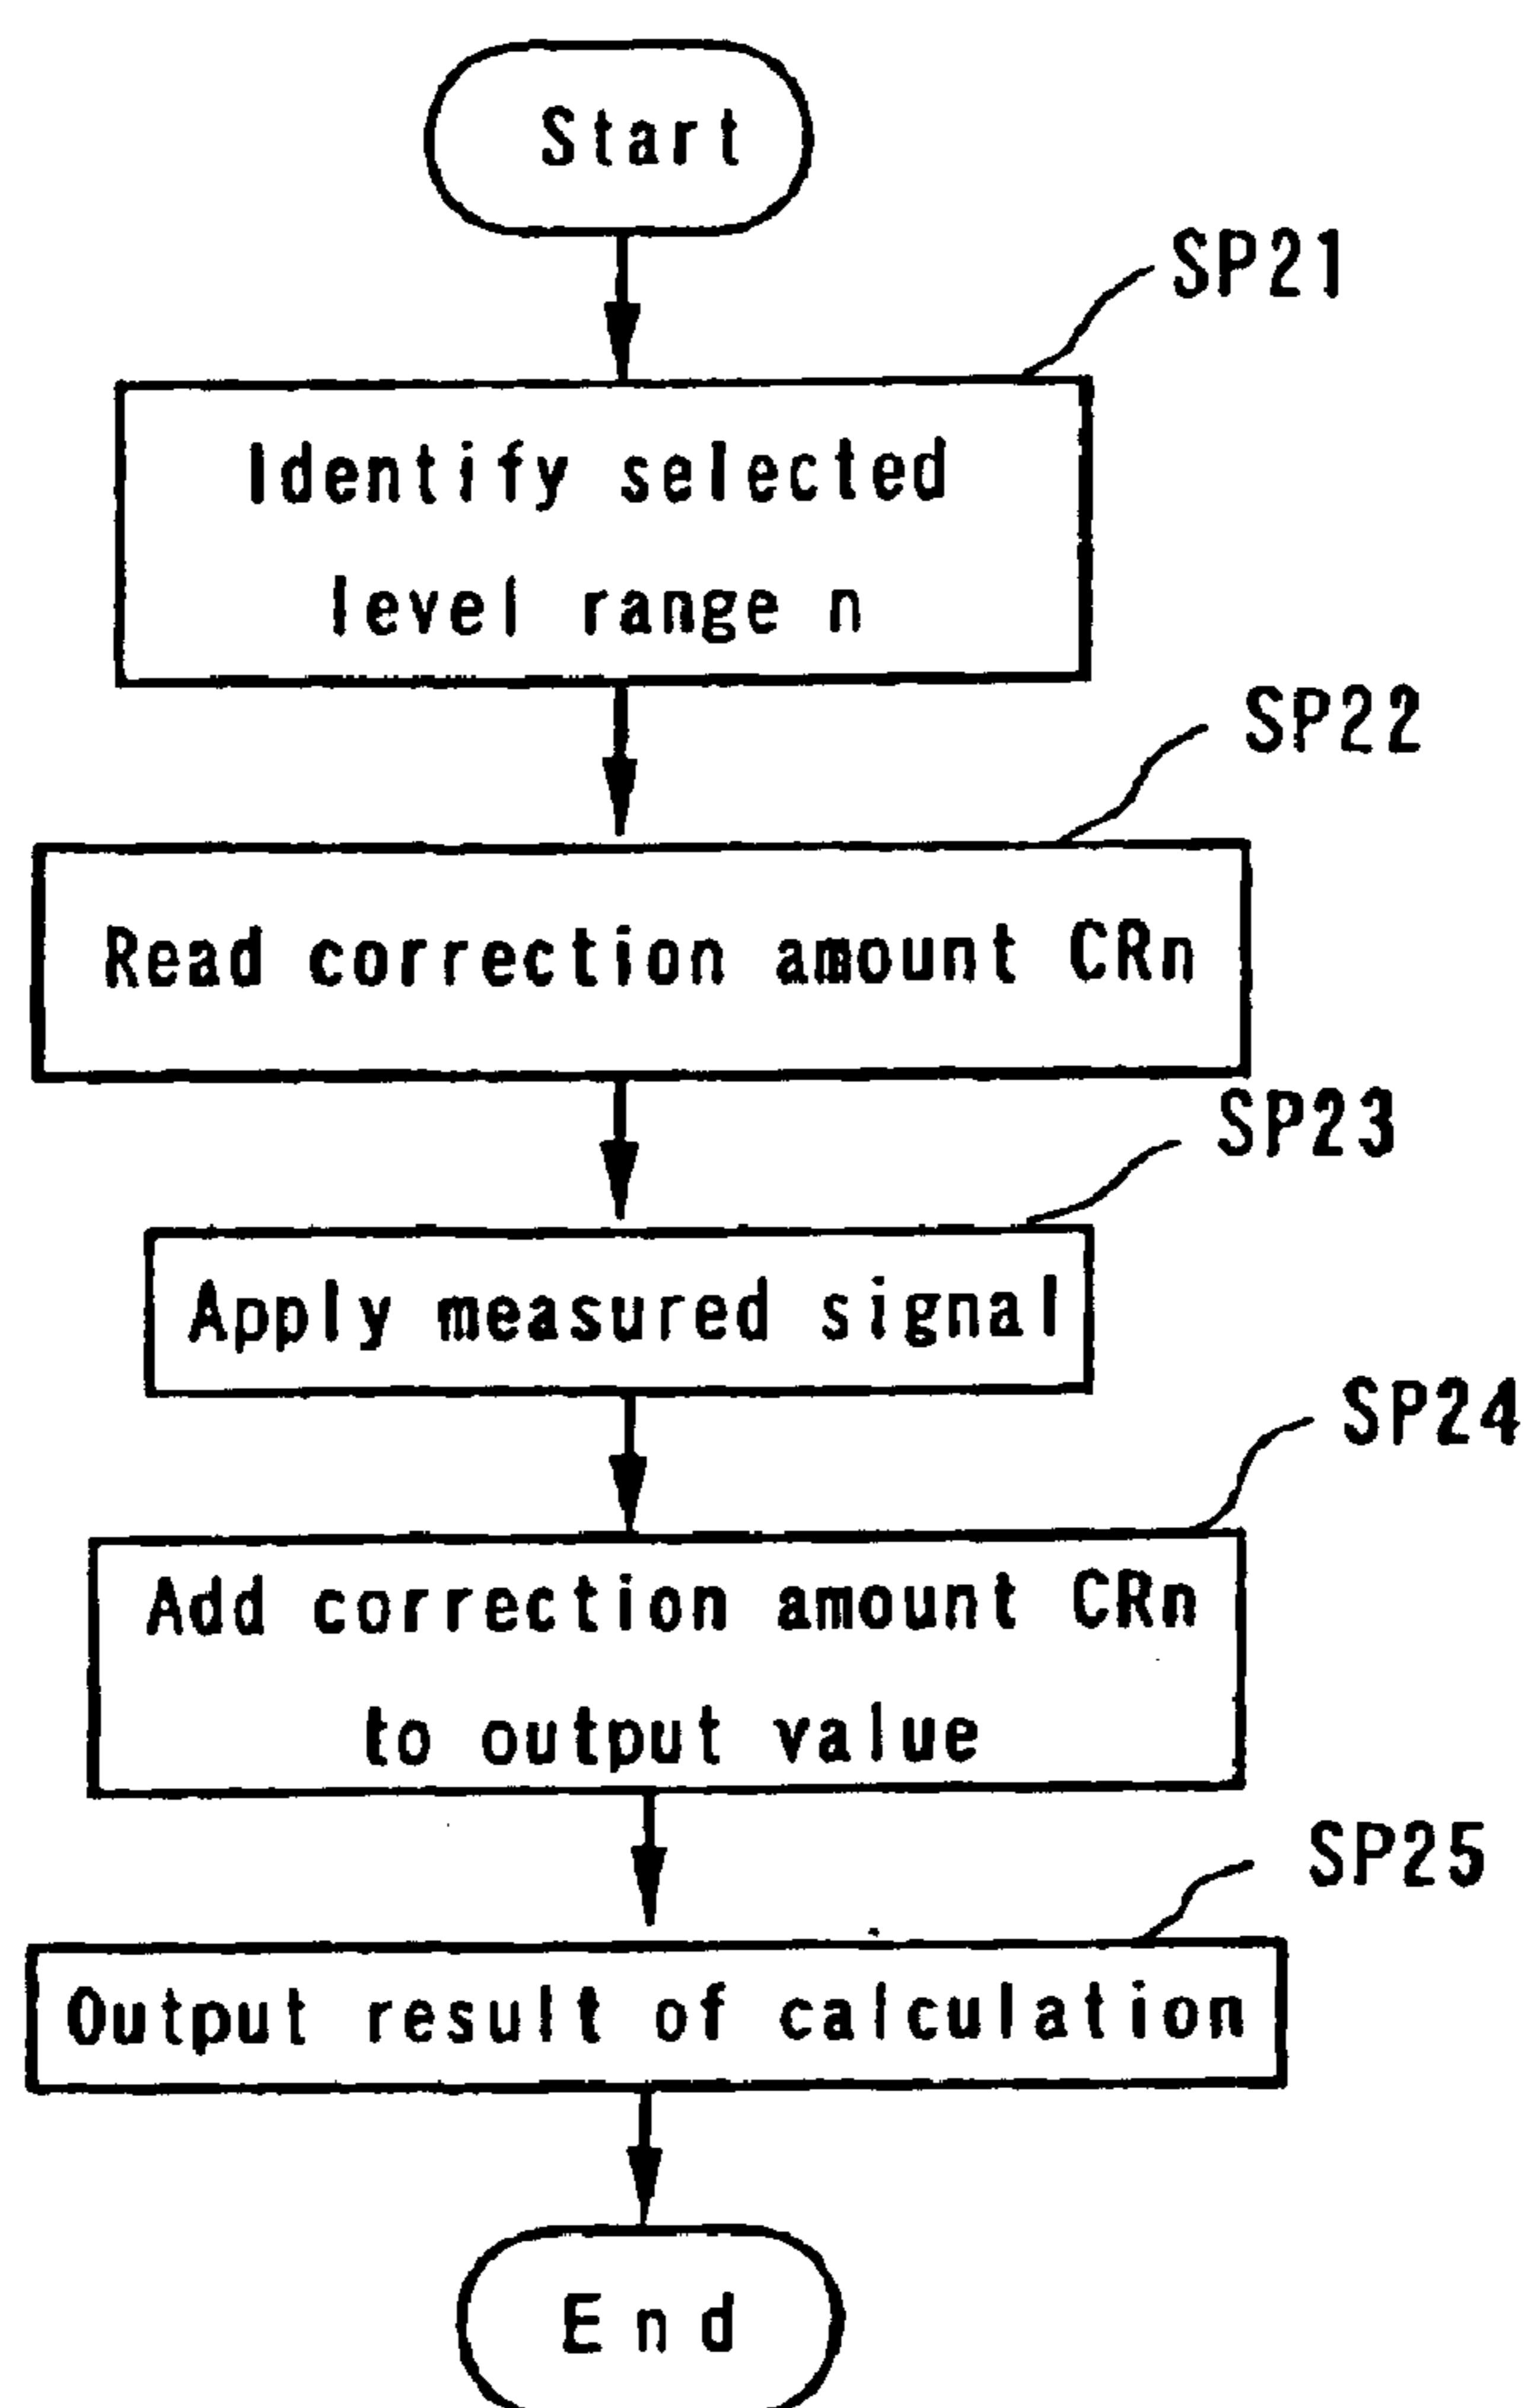 Start
SP21
Identify selected
level range n
SP22
Read correction amount CRn
SP23
Apply measured signal
SP24
Add correction amount CRn
to output value
SP25
Output result of calculation
End